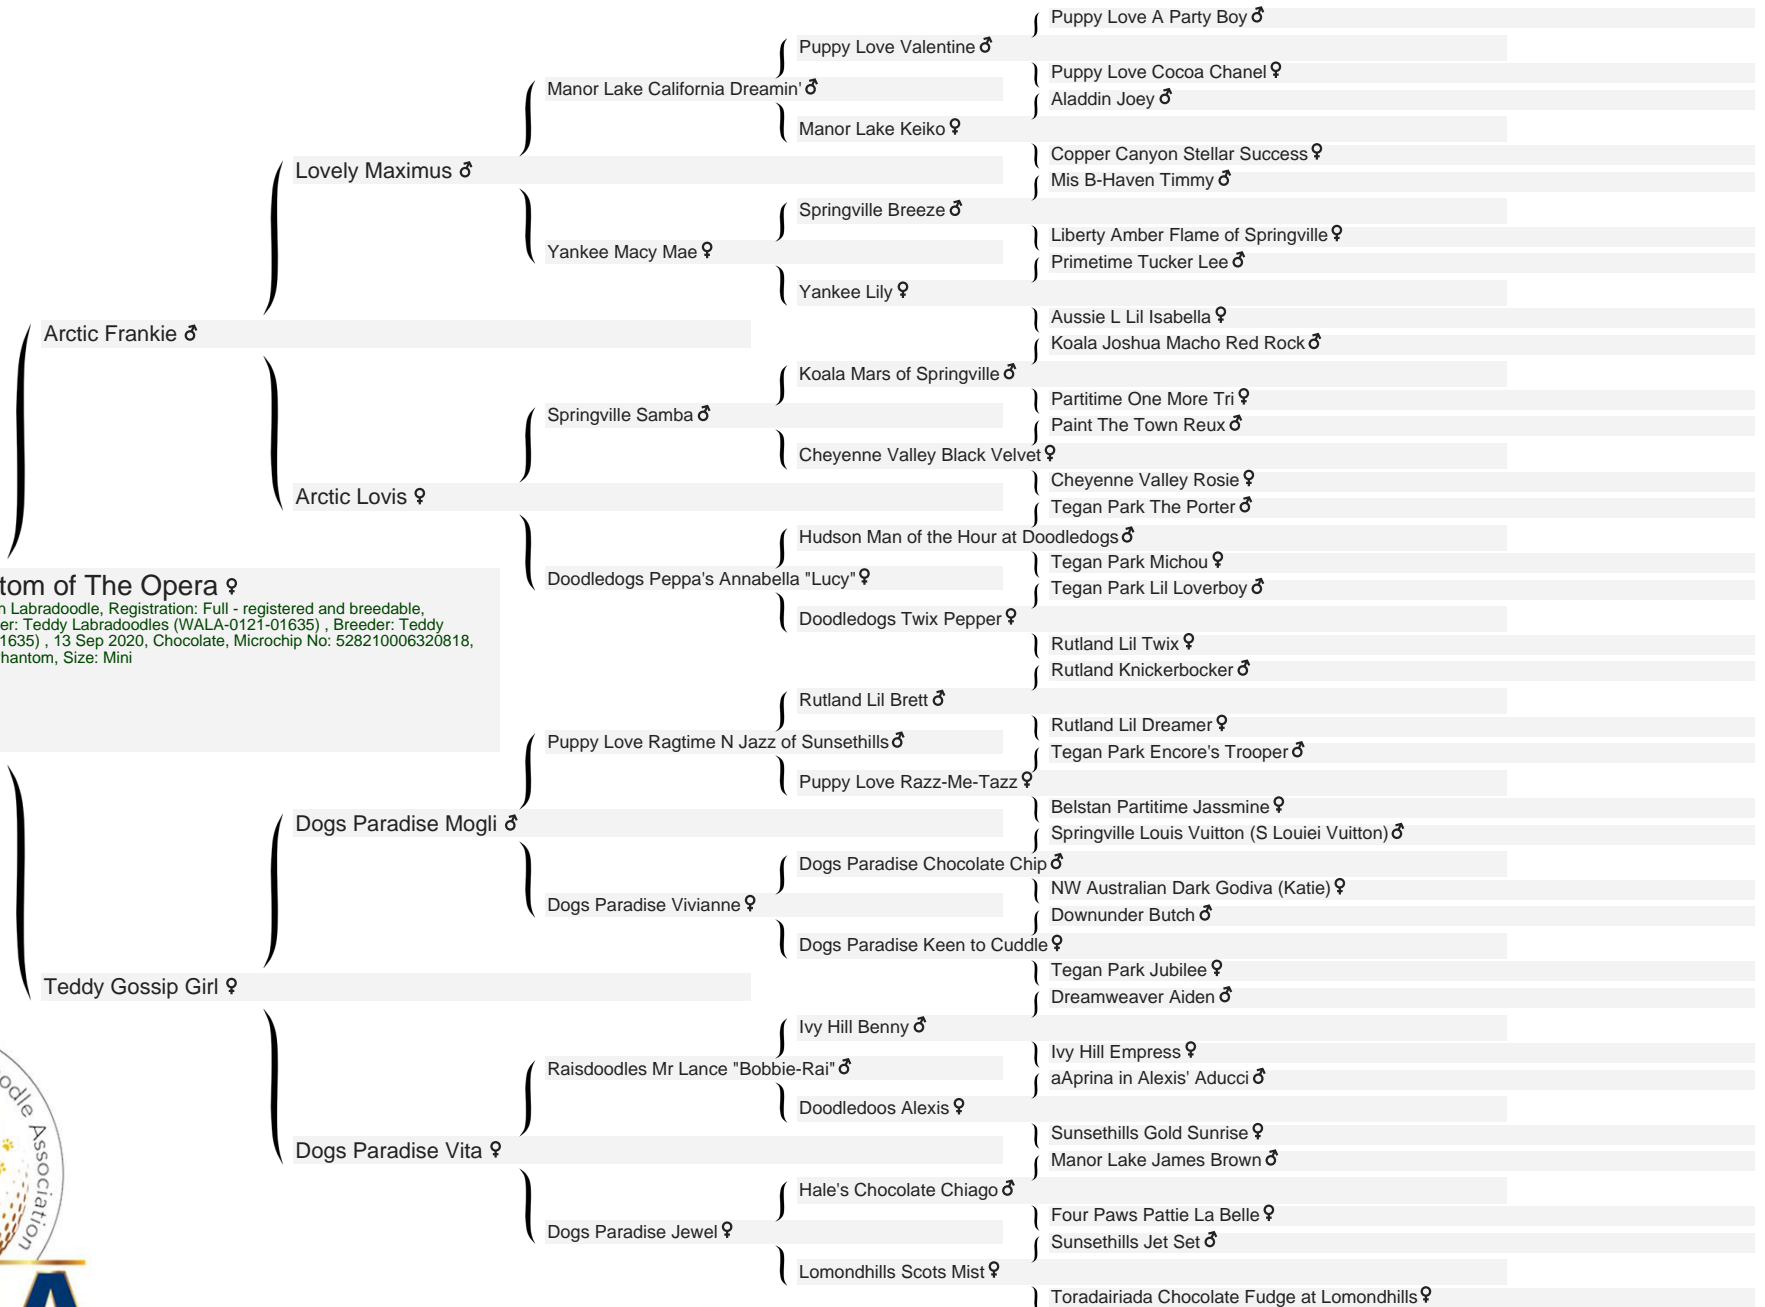 Puppy Love A Party Boy ♂
Puppy Love Valentine ♂
Puppy Love Cocoa Chanel ♀
Manor Lake California Dreamin' ♂
Aladdin Joey ♂
Manor Lake Keiko ♀
Copper Canyon Stellar Success ♀
Lovely Maximus ♂
Mis B-Haven Timmy ♂
Springville Breeze ♂
Liberty Amber Flame of Springville ♀
Yankee Macy Mae ♀
Primetime Tucker Lee ♂
Yankee Lily ♀
Aussie L Lil Isabella ♀
Arctic Frankie ♂
Koala Joshua Macho Red Rock ♂
Koala Mars of Springville ♂
Partitime One More Tri ♀
Springville Samba ♂
Paint The Town Reux ♂
Cheyenne Valley Black Velvet ♀
Cheyenne Valley Rosie ♀
Arctic Lovis ♀
Tegan Park The Porter ♂
Hudson Man of the Hour at Doodledogs ♂
Tegan Park Michou ♀
Doodledogs Peppa's Annabella "Lucy" ♀
Tegan Park Lil Loverboy ♂
Doodledogs Twix Pepper ♀
Rutland Lil Twix ♀
tom of The Opera ♀
n Labradoodle, Registration: Full - registered and breedable,
er: Teddy Labradoodles (WALA-0121-01635) , Breeder: Teddy
1635) , 13 Sep 2020, Chocolate, Microchip No: 528210006320818,
hantom, Size: Mini
Rutland Knickerbocker ♂
Rutland Lil Brett ♂
Rutland Lil Dreamer ♀
Puppy Love Ragtime N Jazz of Sunsethills ♂
Tegan Park Encore's Trooper ♂
Puppy Love Razz-Me-Tazz ♀
Belstan Partitime Jassmine ♀
Dogs Paradise Mogli ♂
Springville Louis Vuitton (S Louiei Vuitton) ♂
Dogs Paradise Chocolate Chip ♂
NW Australian Dark Godiva (Katie) ♀
Dogs Paradise Vivianne ♀
Downunder Butch ♂
Dogs Paradise Keen to Cuddle ♀
Tegan Park Jubilee ♀
Teddy Gossip Girl ♀
Dreamweaver Aiden ♂
Ivy Hill Benny ♂
Ivy Hill Empress ♀
Raisdoodles Mr Lance "Bobbie-Rai" ♂
aAprina in Alexis' Aducci ♂
Doodledoos Alexis ♀
Sunsethills Gold Sunrise ♀
Dogs Paradise Vita ♀
Manor Lake James Brown ♂
Hale's Chocolate Chiago ♂
Four Paws Pattie La Belle ♀
Dogs Paradise Jewel ♀
Sunsethills Jet Set ♂
Lomondhills Scots Mist ♀
Toradairiada Chocolate Fudge at Lomondhills ♀
oodle Association